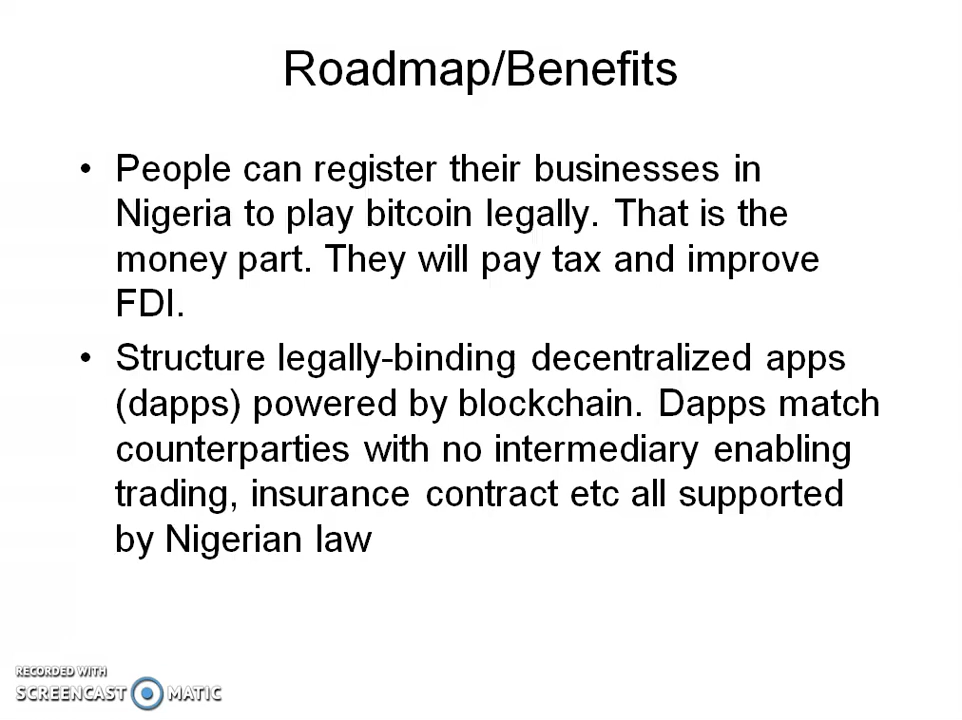 Roadmap/Benefits
• People can register their businesses in
Nigeria to play bitcoin legally. That is the
money part. They will pay tax and improve
FDI.
• Structure legally-binding decentralized apps
(dapps) powered by blockchain. Dapps match
counterparties with no intermediary enabling
trading, insurance contract etc all supported
by Nigerian law
RECORDED WITH
SCREENCAST MATIC